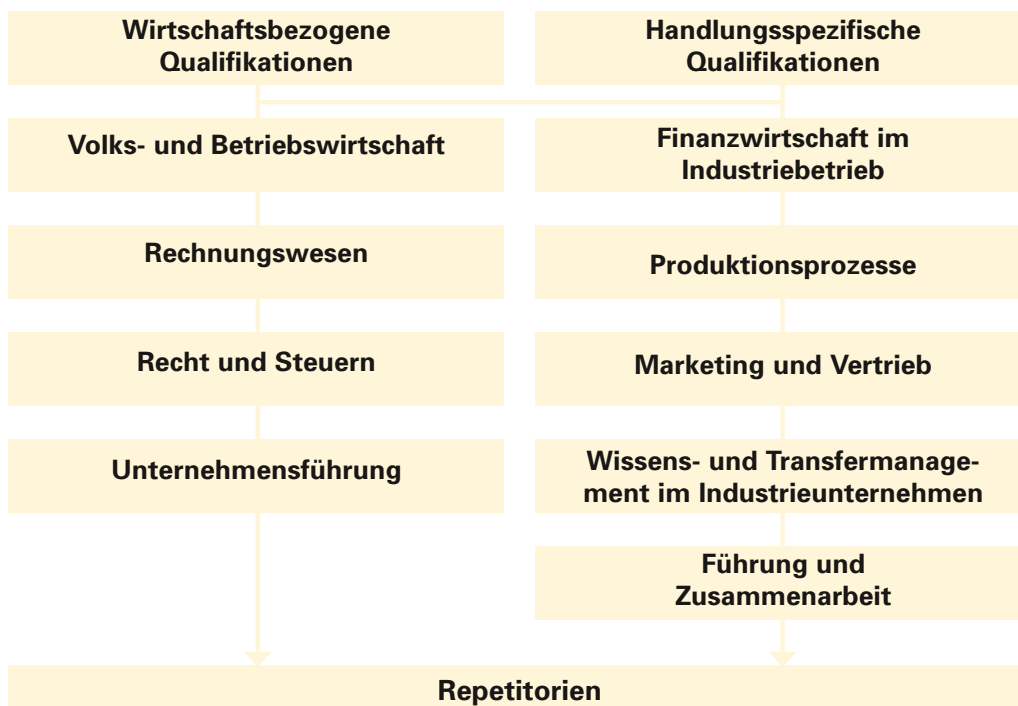 Wirtschaftsbezogene
Qualifikationen
Handlungsspezifische
Qualifikationen
Volks- und Betriebswirtschaft
Finanzwirtschaft im
Industriebetrieb
Rechnungswesen
Produktionsprozesse
Recht und Steuern
Marketing und Vertrieb
Unternehmensführung
Wissens- und Transfermanage-
ment im Industrieunternehmen
Führung und
Zusammenarbeit
Repetitorien